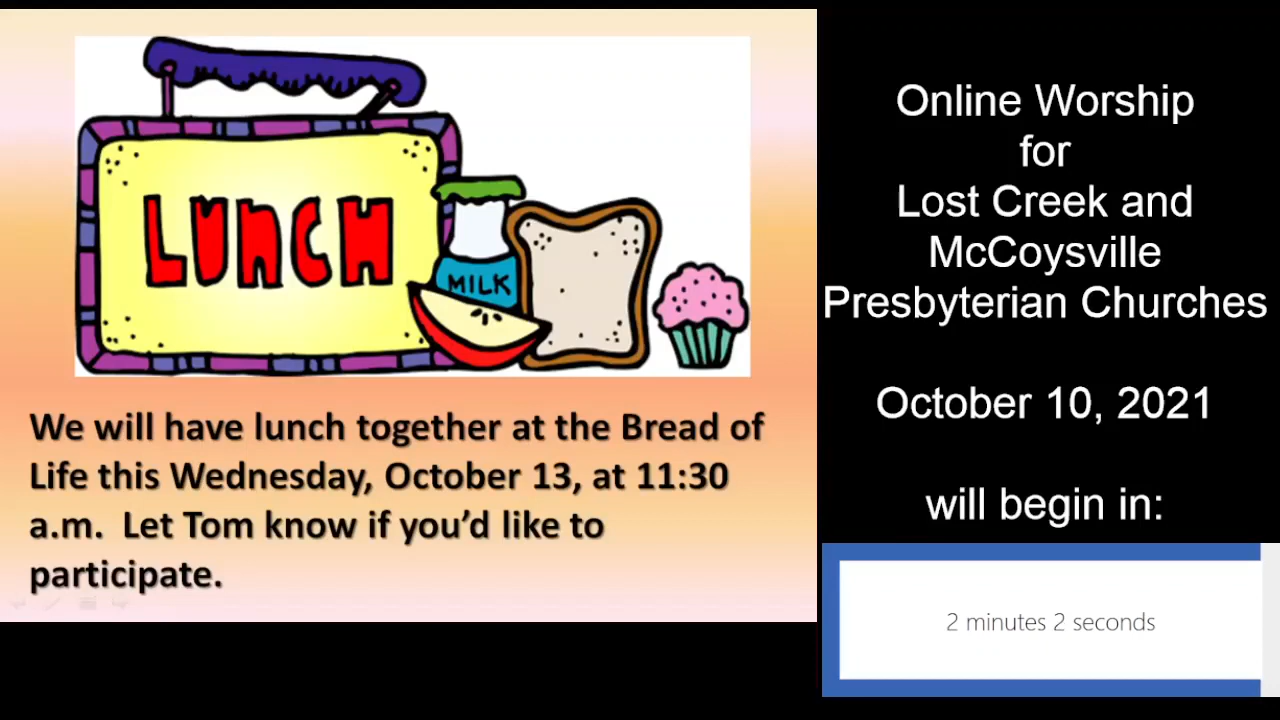 LUNCH
MILK
We will have lunch together at the Bread of
Life this Wednesday, October 13, at 11:30
a.m.  Let Tom know if you’d like to
participate.
Online Worship
for
Lost Creek and
McCoysville
Presbyterian Churches
October 10, 2021
will begin in:
2 minutes 2 seconds